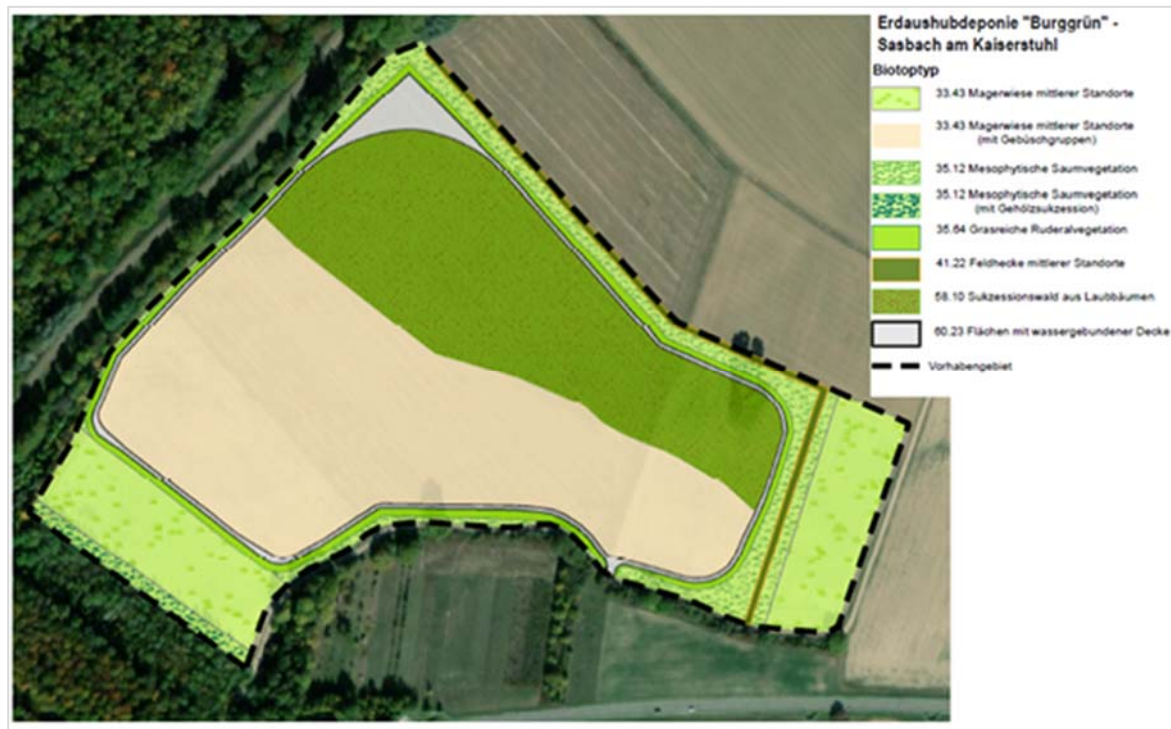 Erdaushubdeponie "Burggrün" -
Sasbach am Kaiserstuhl
Biotoptyp
33.43 Magerwiese mittlerer Standorte
33.43 Magerwiese mittlerer Standorte
(mit Gebüschgruppen)
35.12 Mesophytische Saumvegetation
35.12 Mesophytische Saumvegetation
(mit Gehölzsukzession)
35.64 Grasreiche Ruderalvegetation
41.22 Feldhecke mittlerer Standorte
58.10 Sukzessionswald aus Laubbäumen
60.23 Flächen mit wassergebundener Decke
Vorhabengebiet